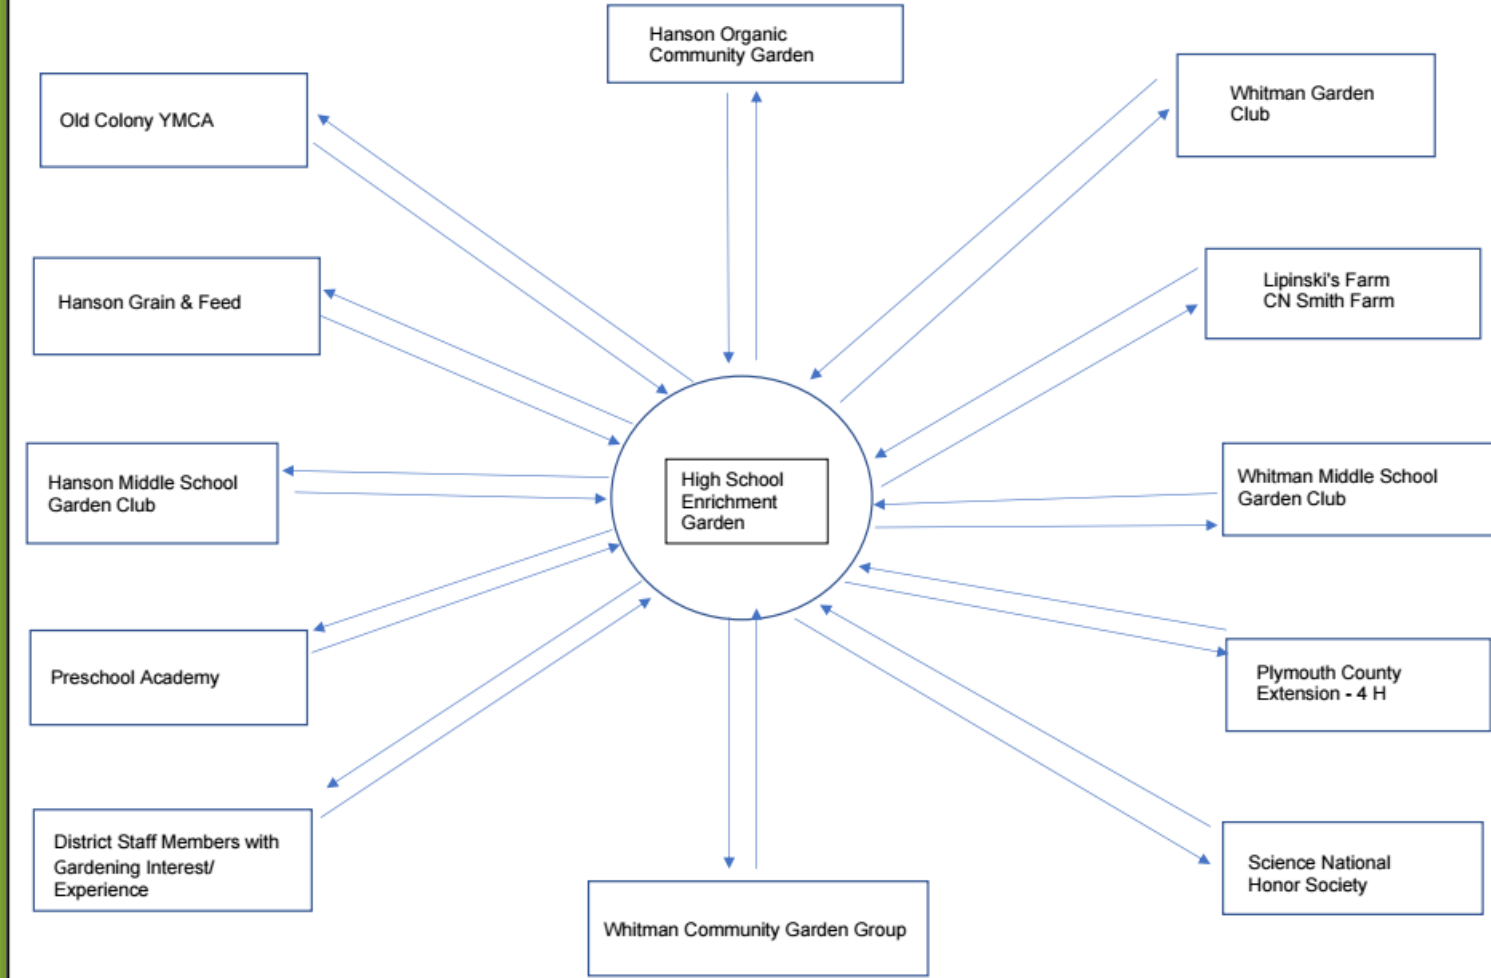 Hanson Organic
Community Garden
Old Colony YMCA
Whitman Garden
Club
Hanson Grain & Feed
Lipinski's Farm
CN Smith Farm
Hanson Middle School
Garden Club
High School
Enrichment
Garden
Whitman Middle School
Garden Club
Preschool Academy
Plymouth County
Extension - 4 H
District Staff Members with
Gardening Interest/
Experience
Whitman Community Garden Group
Science National
Honor Society